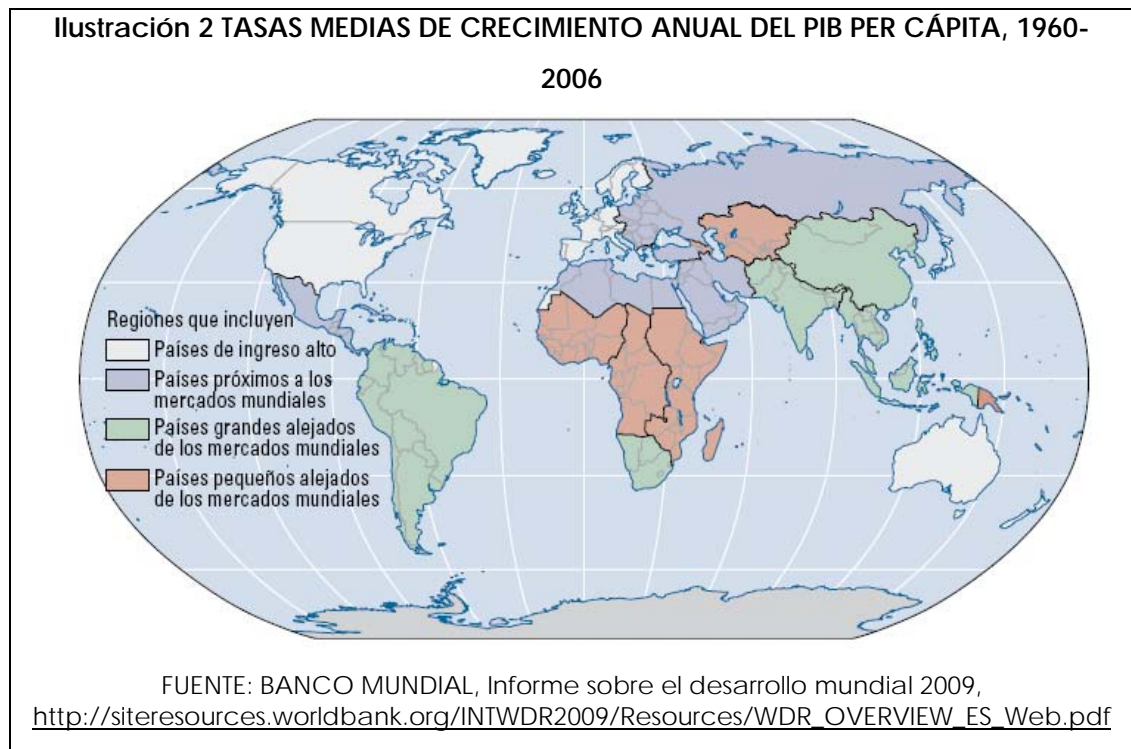 Ilustración 2 TASAS MEDIAS DE CRECIMIENTO ANUAL DEL PIB PER CÁPITA, 1960-
2006
Regiones que incluyen
Países de ingreso alto
Países próximos a los
mercados mundiales
Países grandes alejados
de los mercados mundiales
Países pequeños alejados
de los mercados mundiales
FUENTE: BANCO MUNDIAL, Informe sobre el desarrollo mundial 2009,
http://siteresources.worldbank.org/INTWDR2009/Resources/WDR_OVERVIEW_ES_Web.pdf